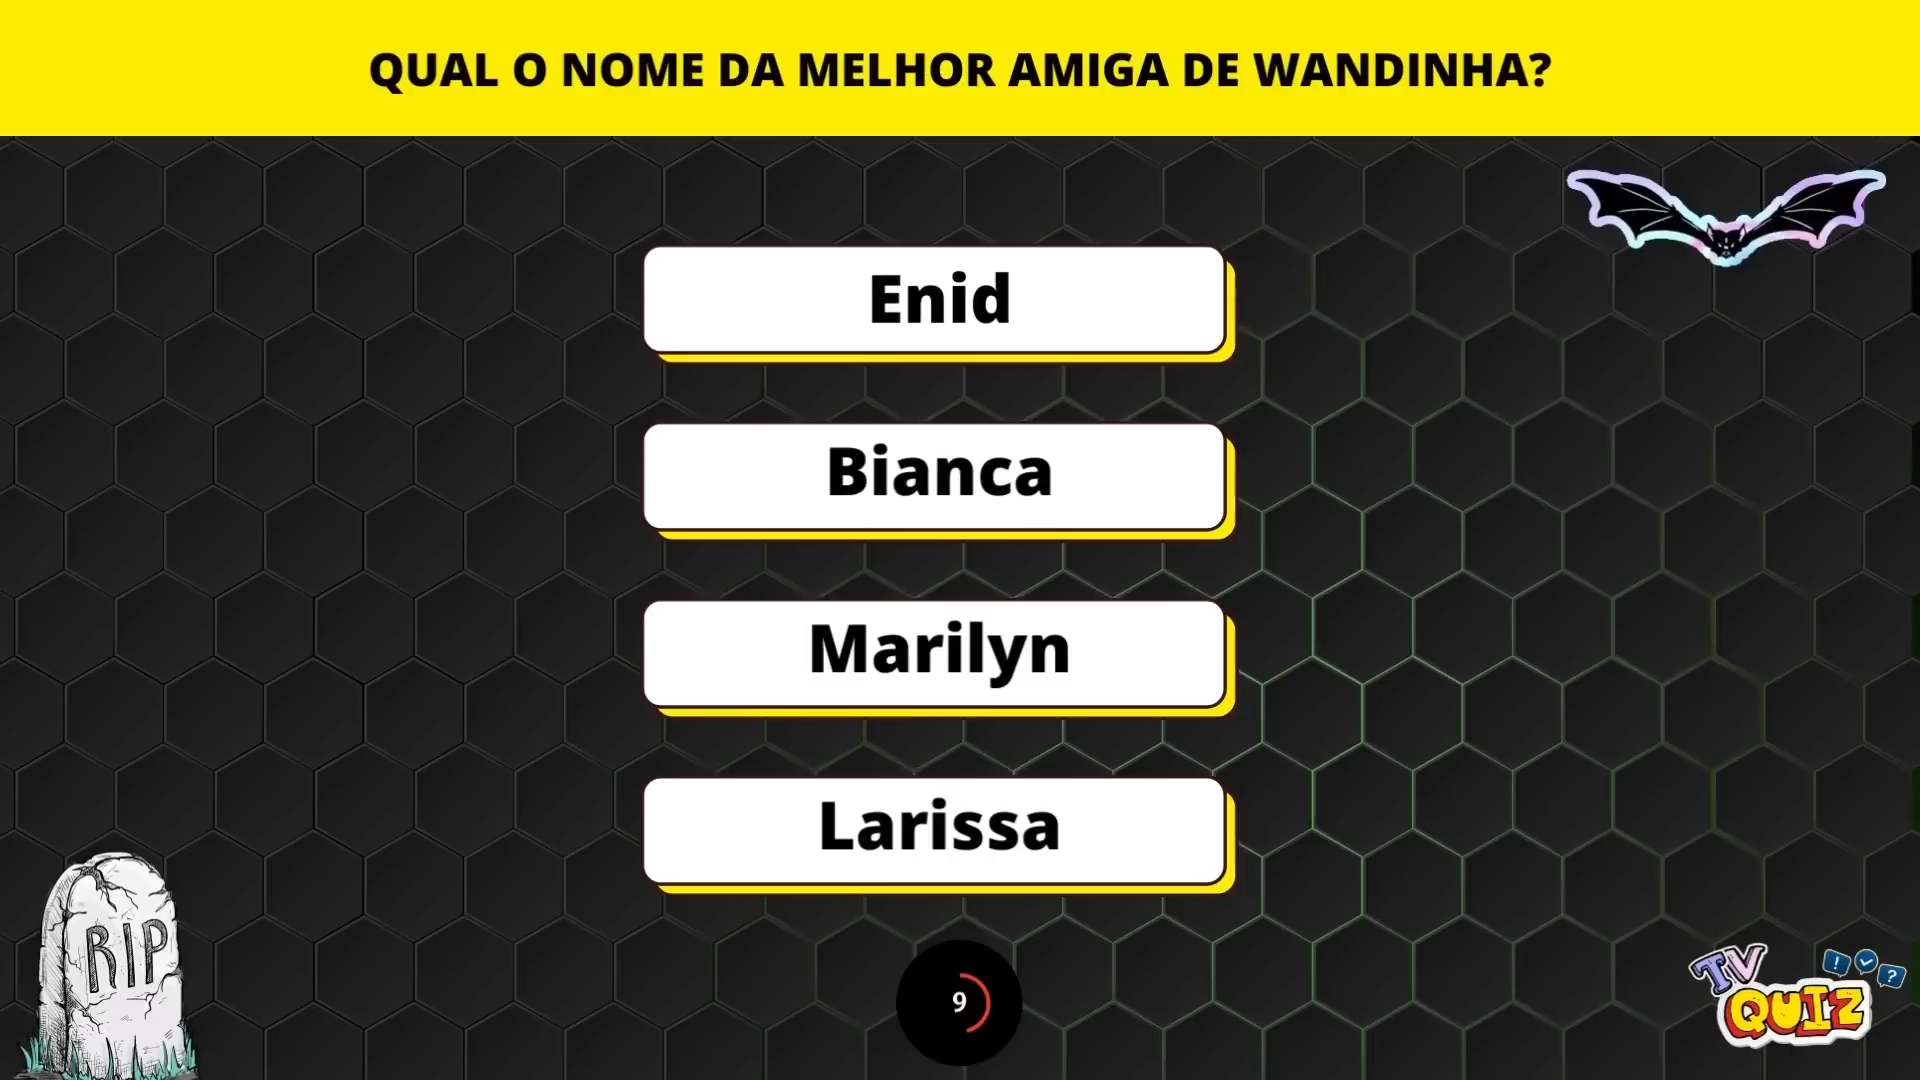 QUAL O NOME DA MELHOR AMIGA DE WANDINHA?
Enid
Bianca
Marilyn
Larissa
RIP
9
TV
QUIZ
! ?